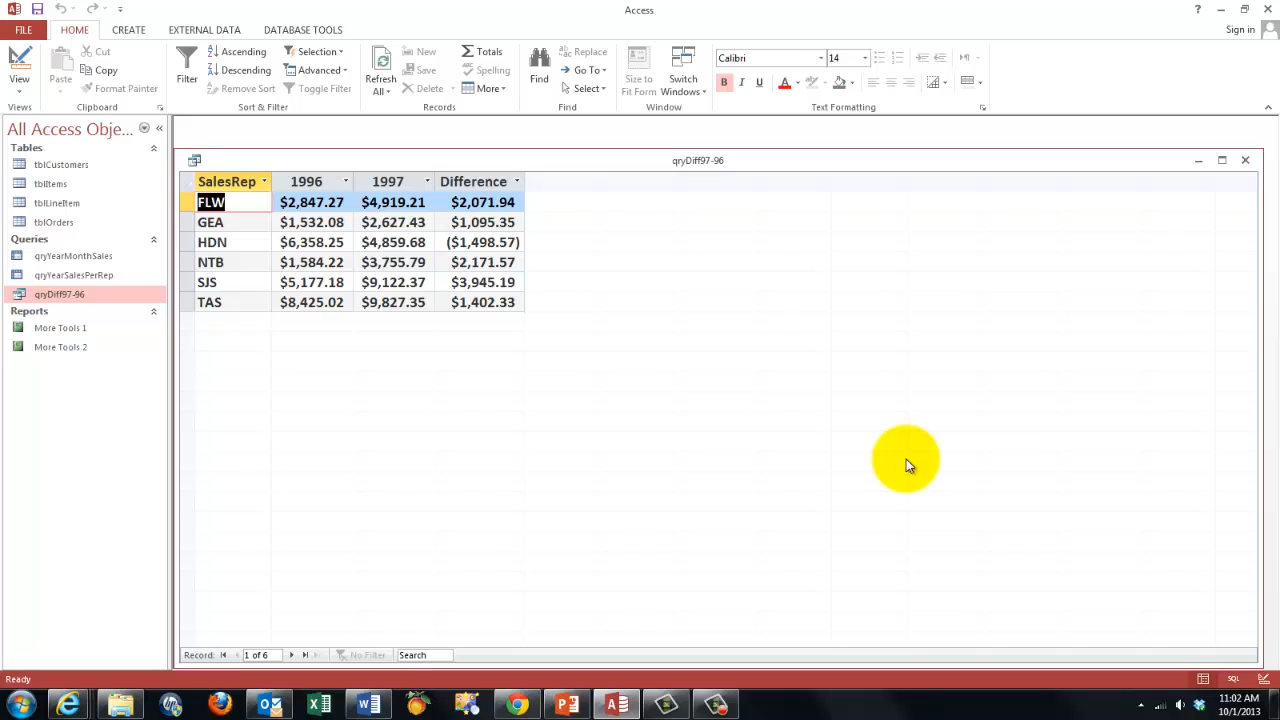 Access
? 
FILE HOME CREATE EXTERNAL DATA DATABASE TOOLS Sign in
View
Views
Paste
Cut
Copy
Format Painter
Clipboard
Filter
Ascending
Descending
Remove Sort
Selection
Advanced
Toggle Filter
Sort & Filter
Refresh
All
New
Save
Delete
Totals
Spelling
More
Records
Find
Replace
Go To
Select
Find
Size to
Fit Form
Switch
Windows
Window
Calibri 14
B I U A
Text Formatting
All Access Obje...
Tables
tblCustomers
tblItems
tblLineItem
tblOrders
Queries
qryYearMonthSales
qryYearSalesPerRep
qryDiff97-96
Reports
More Tools 1
More Tools 2
qryDiff97-96
SalesRep 1996 1997 Difference
FLW $2,847.27 $4,919.21 $2,071.94
GEA $1,532.08 $2,627.43 $1,095.35
HDN $6,358.25 $4,859.68 ($1,498.57)
NTB $1,584.22 $3,755.79 $2,171.57
SJS $5,177.18 $9,122.37 $3,945.19
TAS $8,425.02 $9,827.35 $1,402.33
Record: 1 of 6 No Filter Search
Ready SQL
11:02 AM
10/1/2013